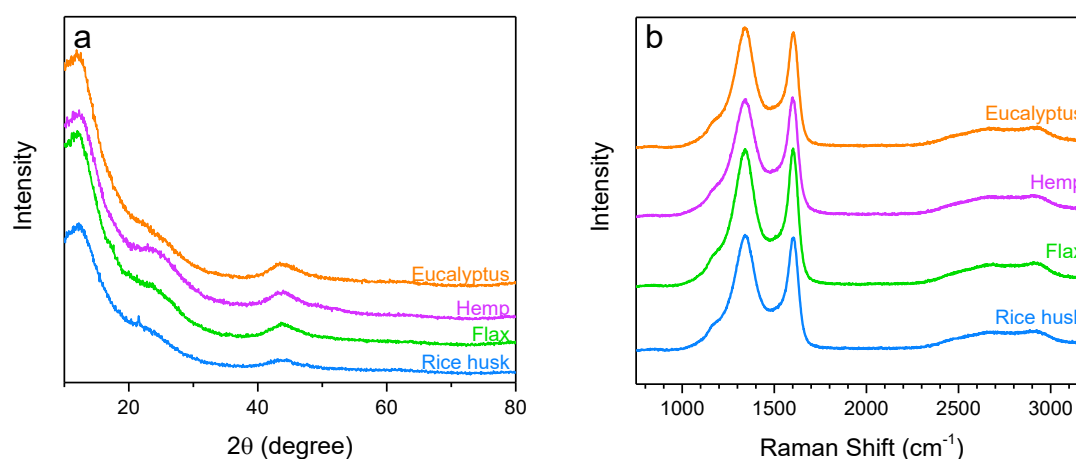 a
Intensity
Eucalyptus
Hemp
Flax
Rice husk
20
40
60
80
2θ (degree)
b
Intensity
Eucalyptus
Hemp
Flax
Rice husk
1000
1500
2000
2500
3000
Raman Shift (cm⁻¹)